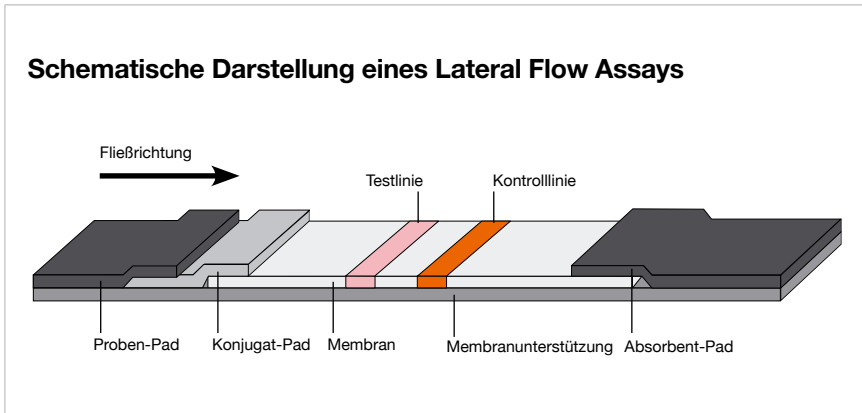 Schematische Darstellung eines Lateral Flow Assays
Fließrichtung
Testlinie
Kontrolllinie
Proben-Pad
Konjugat-Pad
Membran
Membranunterstützung
Absorbent-Pad